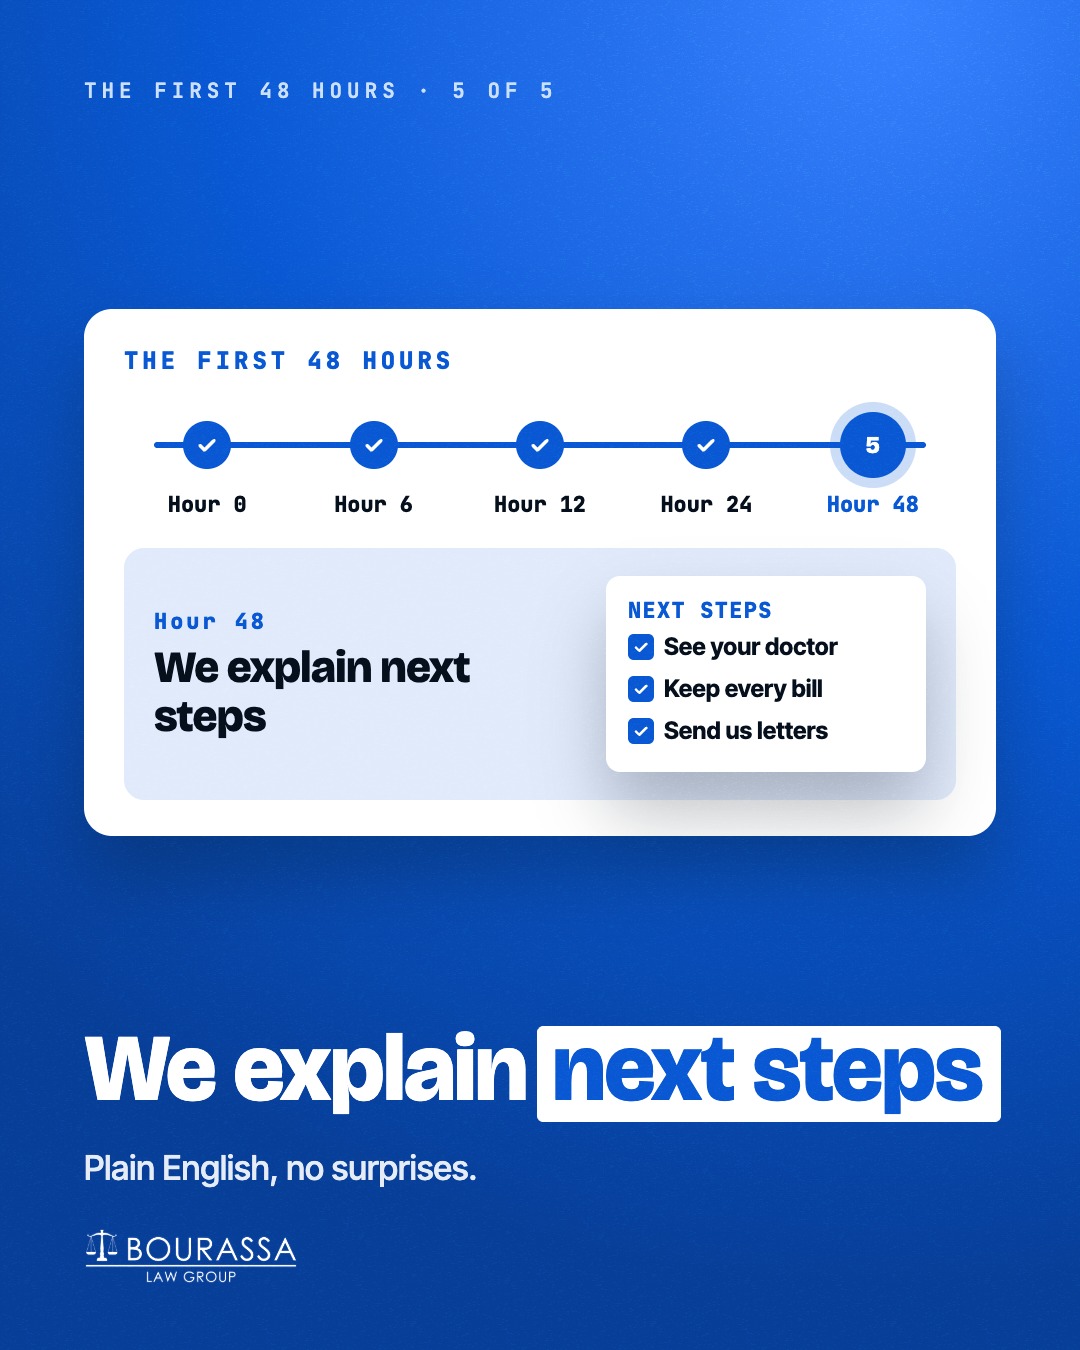 THE FIRST 48 HOURS · 5 OF 5
THE FIRST 48 HOURS
5
Hour 0
Hour 6
Hour 12
Hour 24
Hour 48
Hour 48
We explain next
steps
NEXT STEPS
See your doctor
Keep every bill
Send us letters
We explain next steps
Plain English, no surprises.
BOURASSA
LAW GROUP